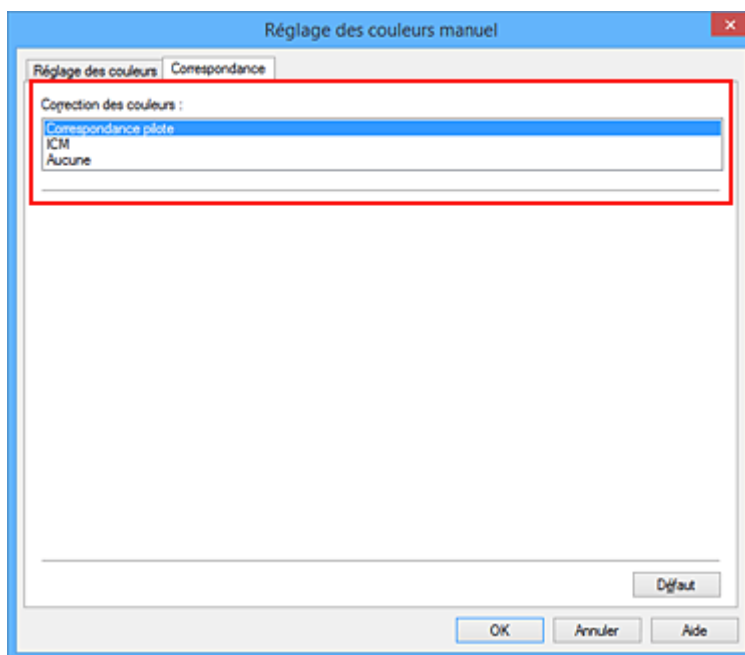 Réglage des couleurs manuel
Réglage des couleurs Correspondance
Correction des couleurs :
Correspondance pilote
ICM
Aucune
Défaut
OK Annuler Aide